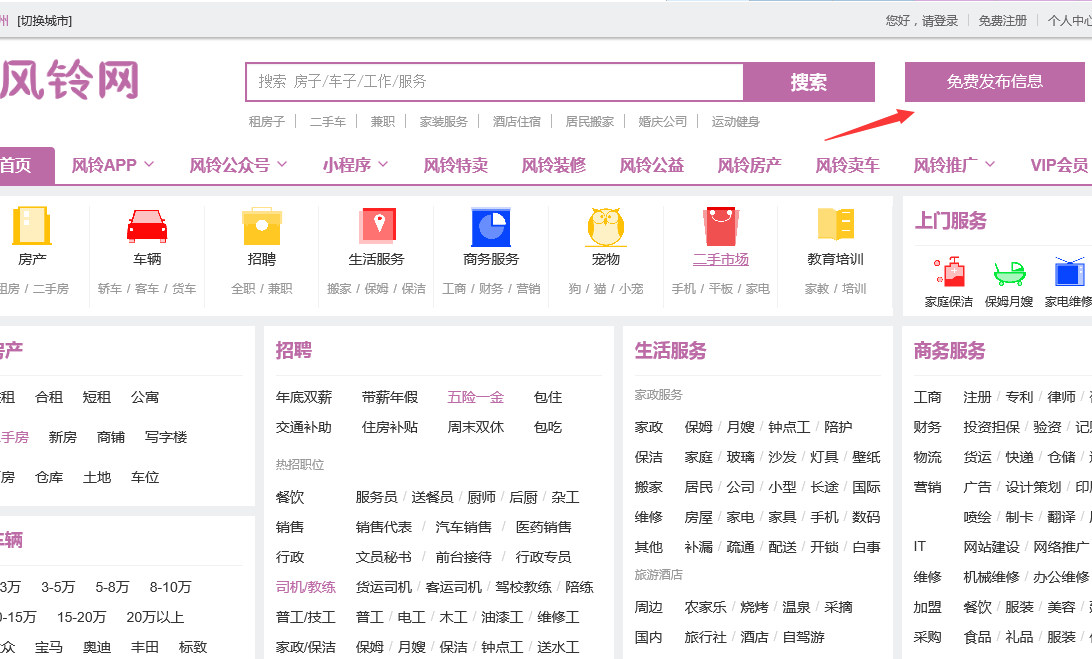 州 [切换城市] 您好，请登录 免费注册 个人中心
风铃网
搜索 房子/车子/工作/服务 搜索 免费发布信息
租房子 二手车 兼职 家装服务 酒店住宿 居民搬家 婚庆公司 运动健身
首页 风铃APP 风铃公众号 小程序 风铃特卖 风铃装修 风铃公益 风铃房产 风铃卖车 风铃推广 VIP会员
房产 车辆 招聘 生活服务 商务服务 宠物 二手市场 教育培训
租房 / 二手房 轿车 / 客车 / 货车 全职 / 兼职 搬家 / 保姆 / 保洁 工商 / 财务 / 营销 狗 / 猫 / 小宠 手机 / 平板 / 家电 家教 / 培训
上门服务
家庭保洁 保姆月嫂 家电维修
房产
租 合租 短租 公寓
二手房 新房 商铺 写字楼
房 仓库 土地 车位
车辆
3万 3-5万 5-8万 8-10万
0-15万 15-20万 20万以上
众 宝马 奥迪 丰田 标致
招聘
年底双薪 带薪年假 五险一金 包住
交通补助 住房补贴 周末双休 包吃
热招职位
餐饮 服务员 / 送餐员 / 厨师 / 后厨 / 杂工
销售 销售代表 / 汽车销售 / 医药销售
行政 文员秘书 / 前台接待 / 行政专员
司机/教练 货运司机 / 客运司机 / 驾校教练 / 陪练
普工/技工 普工 / 电工 / 木工 / 油漆工 / 维修工
家政/保洁 保姆 / 月嫂 / 保洁 / 钟点工 / 送水工
生活服务
家政服务
家政 保姆 / 月嫂 / 钟点工 / 陪护
保洁 家庭 / 玻璃 / 沙发 / 灯具 / 壁纸
搬家 居民 / 公司 / 小型 / 长途 / 国际
维修 房屋 / 家电 / 家具 / 手机 / 数码
其他 补漏 / 疏通 / 配送 / 开锁 / 白事
旅游酒店
周边 农家乐 / 烧烤 / 温泉 / 采摘
国内 旅行社 / 酒店 / 自驾游
商务服务
工商 注册 / 专利 / 律师 /
财务 投资担保 / 验资 / 记
物流 货运 / 快递 / 仓储 /
营销 广告 / 设计策划 / 印
喷绘 / 制卡 / 翻译 /
IT 网站建设 / 网络推广
维修 机械维修 / 办公维修
加盟 餐饮 / 服装 / 美容 /
采购 食品 / 礼品 / 服装 /